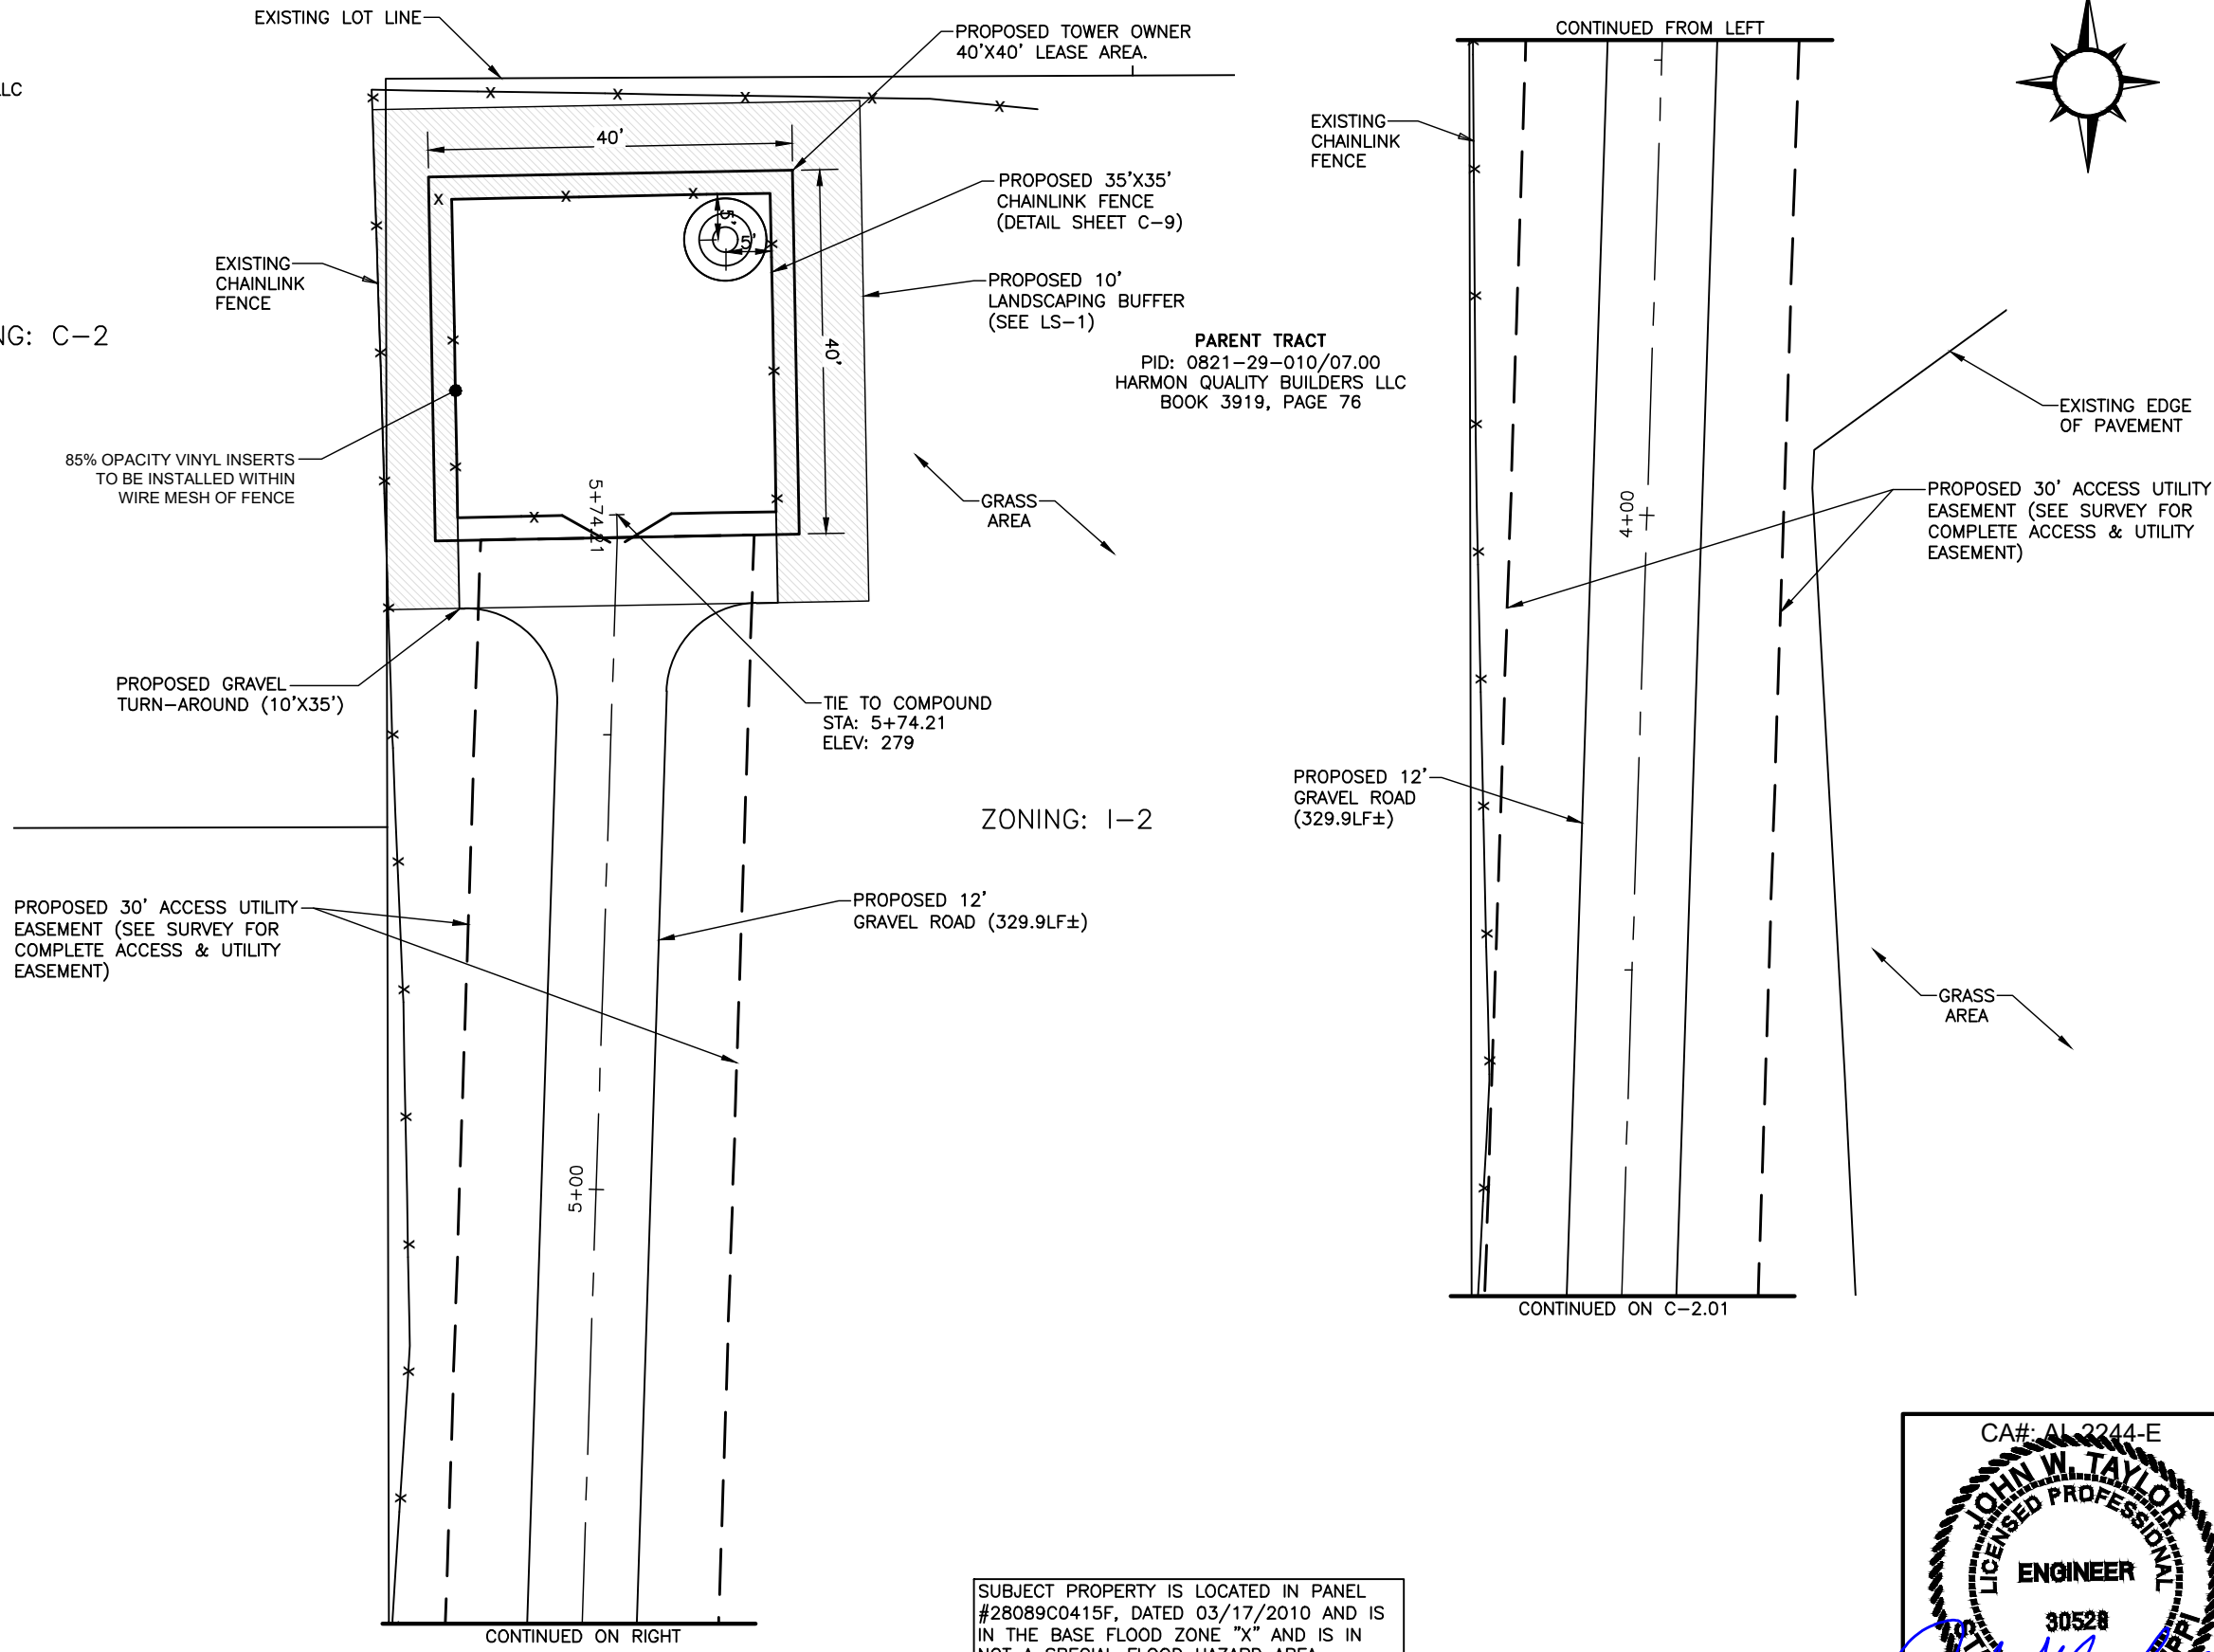 EXISTING LOT LINE
PROPOSED TOWER OWNER
40'X40' LEASE AREA.
LLC
40'
PROPOSED 35'X35'
CHAINLINK FENCE
(DETAIL SHEET C-9)
5'
5'
EXISTING
CHAINLINK
FENCE
PROPOSED 10'
LANDSCAPING BUFFER
(SEE LS-1)
NG: C-2
40'
PARENT TRACT
PID: 0821-29-010/07.00
HARMON QUALITY BUILDERS LLC
BOOK 3919, PAGE 76
85% OPACITY VINYL INSERTS
TO BE INSTALLED WITHIN
WIRE MESH OF FENCE
5+74.21
GRASS
AREA
PROPOSED GRAVEL
TURN-AROUND (10'X35')
TIE TO COMPOUND
STA: 5+74.21
ELEV: 279
ZONING: I-2
PROPOSED 30' ACCESS UTILITY
EASEMENT (SEE SURVEY FOR
COMPLETE ACCESS & UTILITY
EASEMENT)
PROPOSED 12'
GRAVEL ROAD (329.9LF±)
5+00
CONTINUED ON RIGHT
CONTINUED FROM LEFT
EXISTING
CHAINLINK
FENCE
EXISTING EDGE
OF PAVEMENT
4+00
PROPOSED 30' ACCESS UTILITY
EASEMENT (SEE SURVEY FOR
COMPLETE ACCESS & UTILITY
EASEMENT)
PROPOSED 12'
GRAVEL ROAD
(329.9LF±)
GRASS
AREA
CONTINUED ON C-2.01
SUBJECT PROPERTY IS LOCATED IN PANEL
#28089C0415F, DATED 03/17/2010 AND IS
IN THE BASE FLOOD ZONE "X" AND IS IN
NOT A SPECIAL FLOOD HAZARD AREA
CA#: AL 2244-E
JOHN W. TAYLOR
LICENSED PROFESSIONAL
ENGINEER
30528